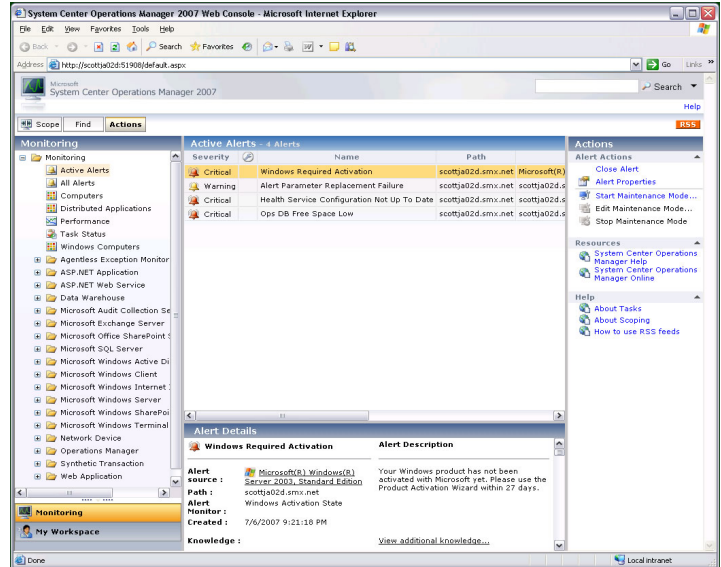 System Center Operations Manager 2007 Web Console - Microsoft Internet Explorer
File Edit View Favorites Tools Help
Back Search Favorites
Address http://scottja02d:51908/default.aspx Go Links »
Microsoft
System Center Operations Manager 2007
Search
Help
Scope Find Actions RSS
Monitoring
Monitoring
Active Alerts
All Alerts
Computers
Distributed Applications
Performance
Task Status
Windows Computers
Agentless Exception Monitor
ASP.NET Application
ASP.NET Web Service
Data Warehouse
Microsoft Audit Collection Se
Microsoft Exchange Server
Microsoft Office SharePoint
Microsoft SQL Server
Microsoft Windows Active Di
Microsoft Windows Client
Microsoft Windows Internet
Microsoft Windows Server
Microsoft Windows SharePoi
Microsoft Windows Terminal
Network Device
Operations Manager
Synthetic Transaction
Web Application
Monitoring
My Workspace
Active Alerts - 4 Alerts
Severity Name Path
Critical Windows Required Activation scottja02d.smx.net Microsoft(R)
Warning Alert Parameter Replacement Failure scottja02d.smx.net scottja02d.s
Critical Health Service Configuration Not Up To Date scottja02d.smx.net scottja02d.s
Critical Ops DB Free Space Low scottja02d.smx.net scottja02d.s
Alert Details
Windows Required Activation
Alert source : Microsoft(R) Windows(R)
Server 2003, Standard Edition
Path : scottja02d.smx.net
Alert Monitor : Windows Activation State
Created : 7/6/2007 9:21:18 PM
Knowledge :
Alert Description
Your Windows product has not been
activated with Microsoft yet. Please use the
Product Activation Wizard within 27 days.
View additional knowledge...
Actions
Alert Actions
Close Alert
Alert Properties
Start Maintenance Mode...
Edit Maintenance Mode...
Stop Maintenance Mode
Resources
System Center Operations
Manager Help
System Center Operations
Manager Online
Help
About Tasks
About Scoping
How to use RSS feeds
Done
Local intranet